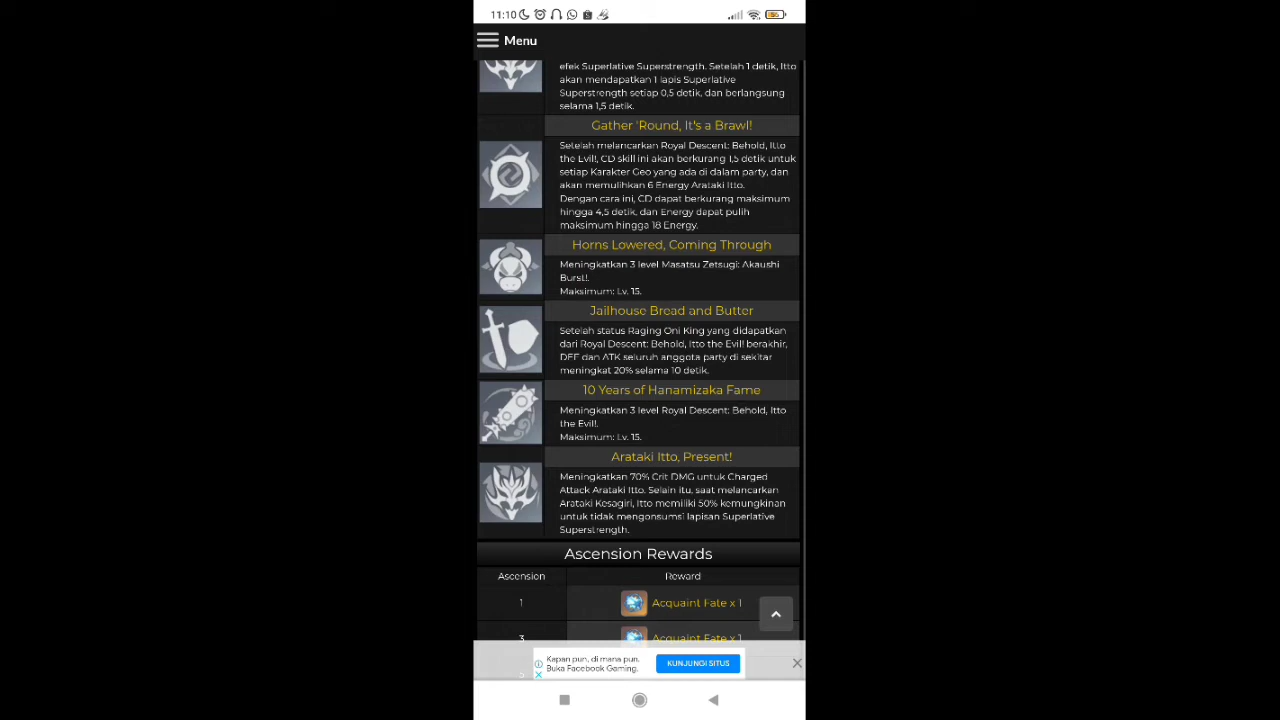 11:10
56
Menu
efek Superlative Superstrength. Setelah 1 detik, Itto
akan mendapatkan 1 lapis Superlative
Superstrength setiap 0,5 detik, dan berlangsung
selama 1,5 detik.
Gather 'Round, It's a Brawl!
Setelah melancarkan Royal Descent: Behold, Itto
the Evil!, CD skill ini akan berkurang 1,5 detik untuk
setiap Karakter Geo yang ada di dalam party, dan
akan memulihkan 6 Energy Arataki Itto.
Dengan cara ini, CD dapat berkurang maksimum
hingga 4,5 detik, dan Energy dapat pulih
maksimum hingga 18 Energy.
Horns Lowered, Coming Through
Meningkatkan 3 level Masatsu Zetsugi: Akaushi
Burst!.
Maksimum: Lv. 15.
Jailhouse Bread and Butter
Setelah status Raging Oni King yang didapatkan
dari Royal Descent: Behold, Itto the Evil! berakhir,
DEF dan ATK seluruh anggota party di sekitar
meningkat 20% selama 10 detik.
10 Years of Hanamizaka Fame
Meningkatkan 3 level Royal Descent: Behold, Itto
the Evil!.
Maksimum: Lv. 15.
Arataki Itto, Present!
Meningkatkan 70% Crit DMG untuk Charged
Attack Arataki Itto. Selain itu, saat melancarkan
Arataki Kesagiri, Itto memiliki 50% kemungkinan
untuk tidak mengonsumsi lapisan Superlative
Superstrength.
Ascension Rewards
Ascension Reward
1 Acquaint Fate x 1
3 Acquaint Fate x 1
5
Kapan pun, di mana pun.
Buka Facebook Gaming.
KUNJUNGI SITUS